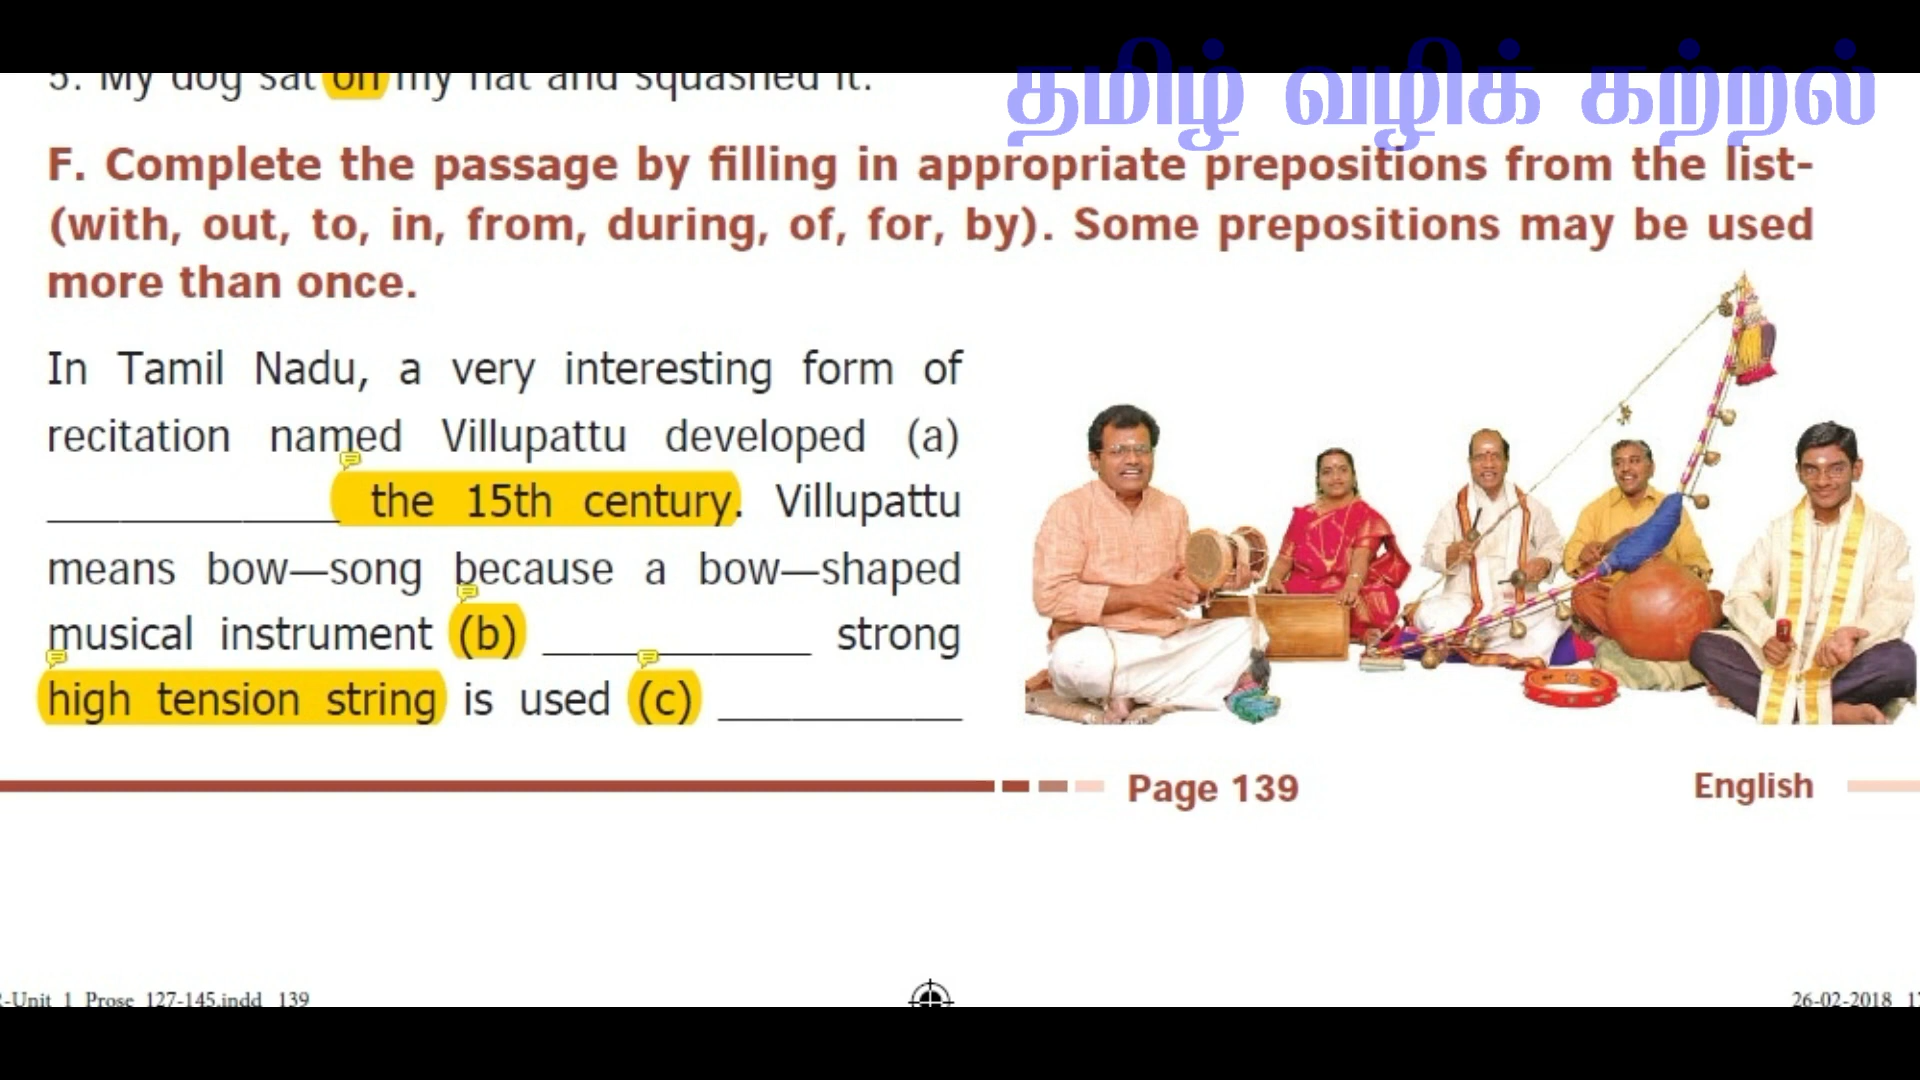 தமிழ் வழிக் கற்றல்
5. My dog sat on my hat and squashed it.
F. Complete the passage by filling in appropriate prepositions from the list-
(with, out, to, in, from, during, of, for, by). Some prepositions may be used
more than once.
In Tamil Nadu, a very interesting form of
recitation named Villupattu developed (a)
____________ the 15th century. Villupattu
means bow—song because a bow—shaped
musical instrument (b) ___________ strong
high tension string is used (c) __________
Page 139
English
-Unit 1 Prose 127-145.indd 139
26-02-2018